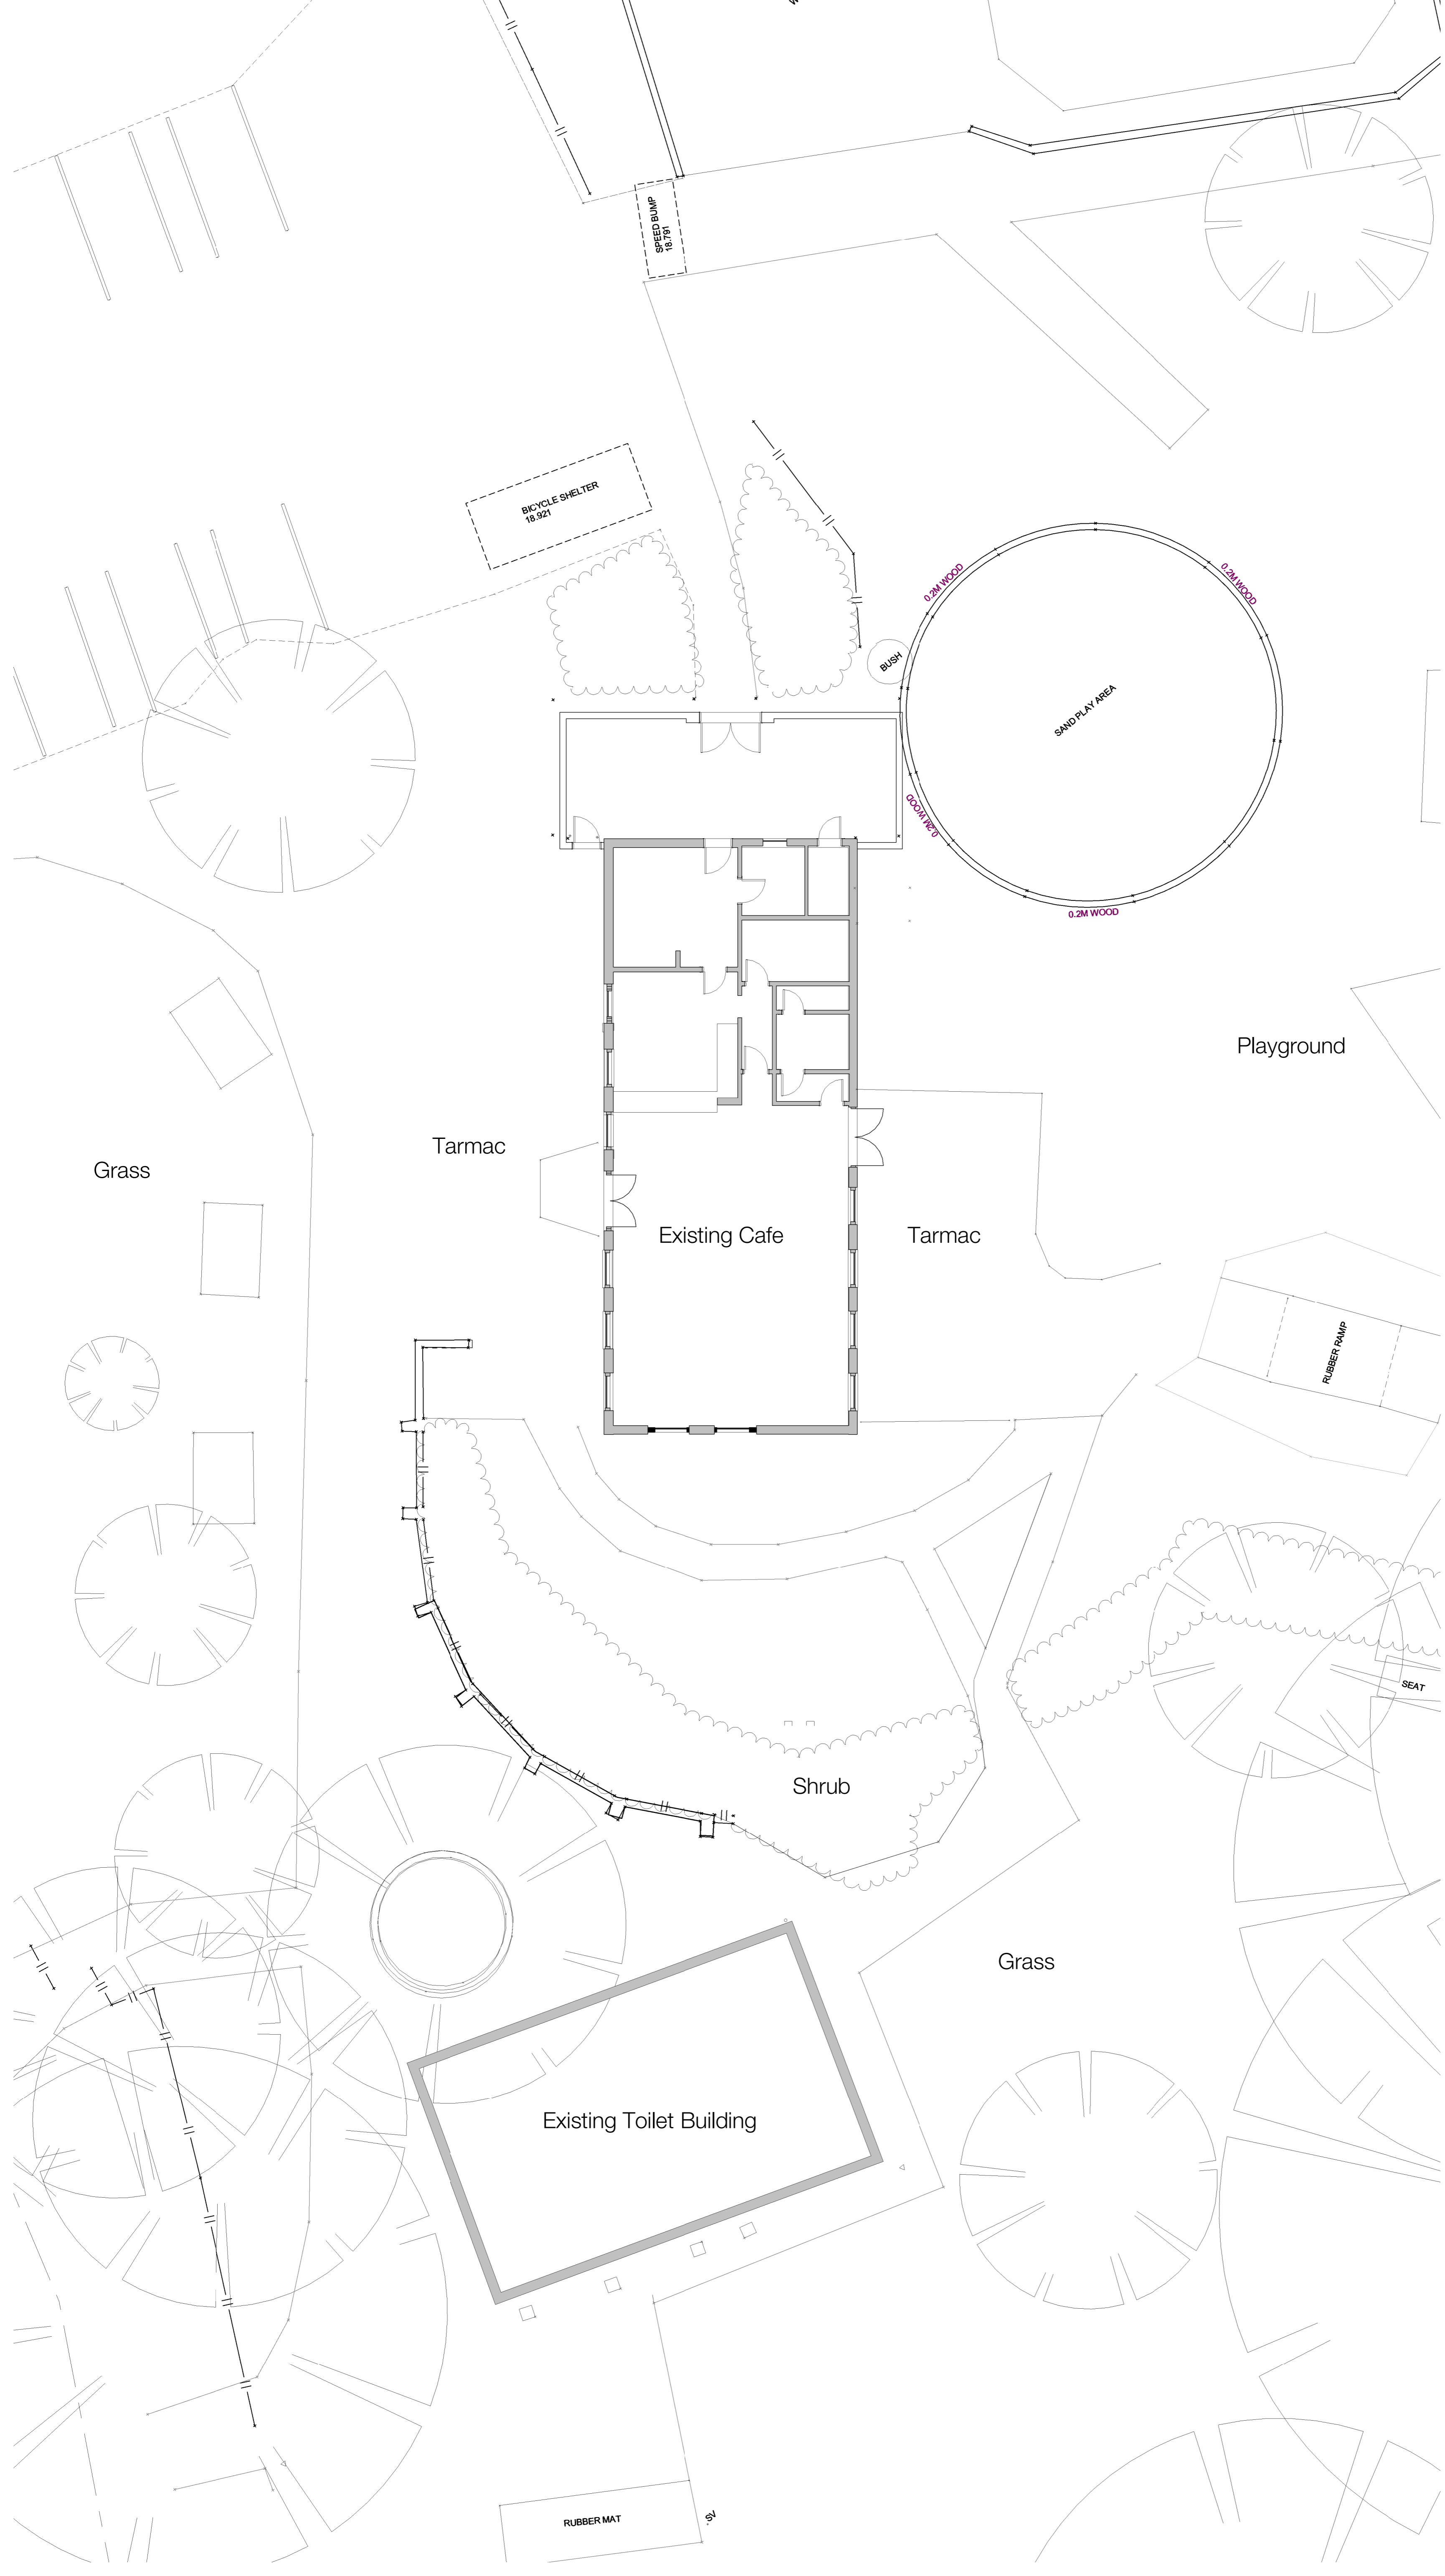 SPEED BUMP
18.791
BICYCLE SHELTER
18.921
0.2M WOOD
0.2M WOOD
BUSH
SAND PLAY AREA
0.2M WOOD
0.2M WOOD
Playground
Tarmac
Grass
Existing Cafe
Tarmac
RUBBER RAMP
SEAT
Shrub
Grass
Existing Toilet Building
RUBBER MAT
SV